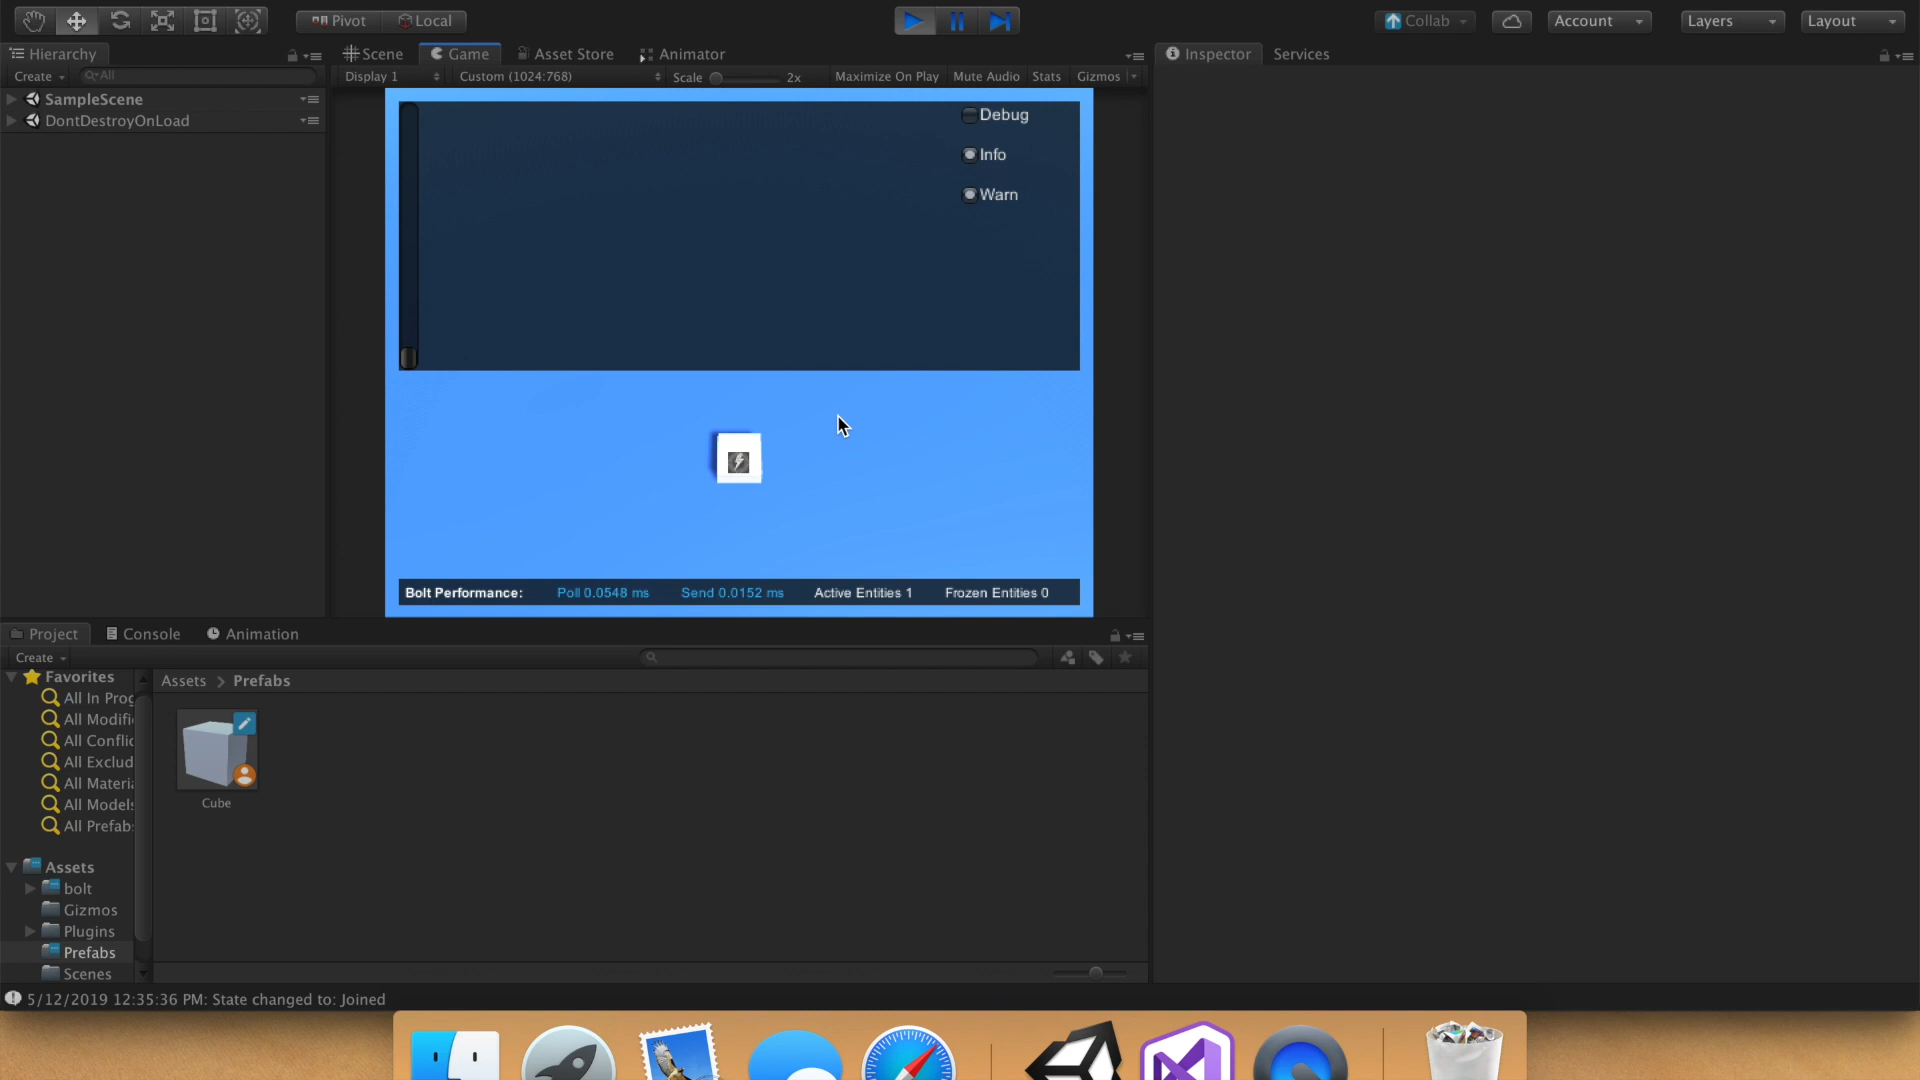 Pivot
Local
Collab
Account
Layers
Layout
Hierarchy
Scene
Game
Asset Store
Animator
Inspector
Services
Create
All
Display 1
Custom (1024:768)
Scale
2x
Maximize On Play
Mute Audio
Stats
Gizmos
SampleScene
DontDestroyOnLoad
Debug
Info
Warn
Bolt Performance:
Poll 0.0548 ms
Send 0.0152 ms
Active Entities 1
Frozen Entities 0
Project
Console
Animation
Create
Favorites
All In Prog
All Modifi
All Conflic
All Exclud
All Materi
All Model
All Prefab
Assets
bolt
Gizmos
Plugins
Prefabs
Scenes
Assets > Prefabs
Cube
5/12/2019 12:35:36 PM: State changed to: Joined